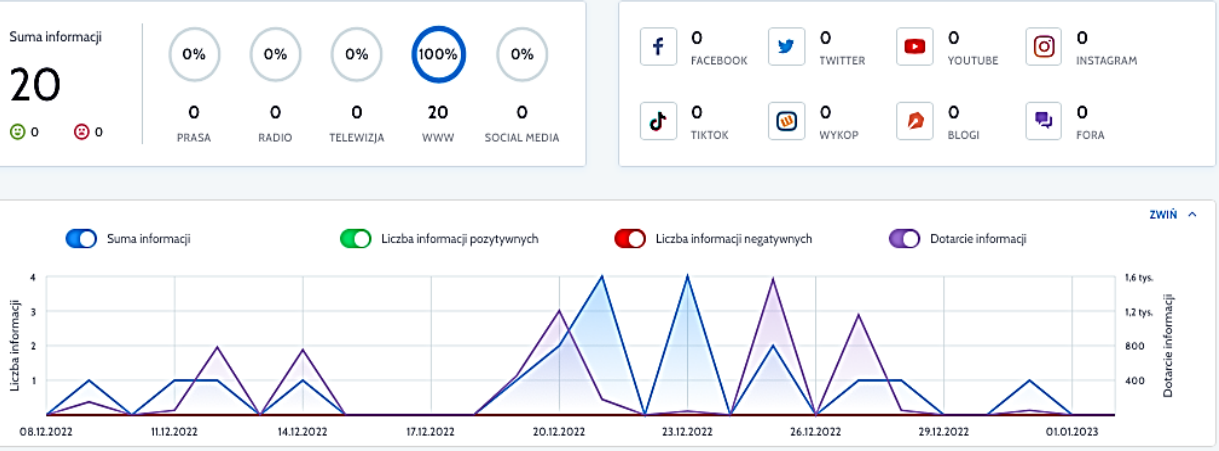 Suma informacji
20
0
0
0%
0%
0%
100%
0%
0
0
0
20
0
PRASA
RADIO
TELEWIZJA
WWW
SOCIAL MEDIA
0
FACEBOOK
0
TWITTER
0
YOUTUBE
0
INSTAGRAM
0
TIKTOK
0
WYKOP
0
BLOGI
0
FORA
ZWIŃ
Suma informacji
Liczba informacji pozytywnych
Liczba informacji negatywnych
Dotarcie informacji
Liczba informacji
4
3
2
1
1,6 tys.
1,2 tys.
800
400
Dotarcie informacji
08.12.2022
11.12.2022
14.12.2022
17.12.2022
20.12.2022
23.12.2022
26.12.2022
29.12.2022
01.01.2023